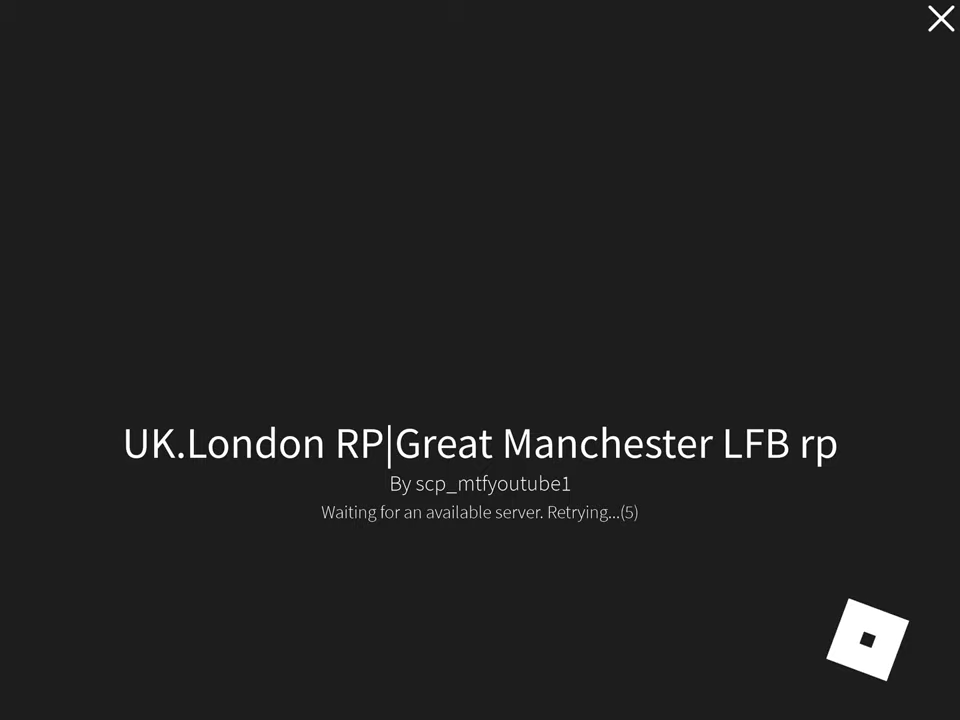 UK.London RP|Great Manchester LFB rp
By scp_mtfyoutube1
Waiting for an available server. Retrying...(5)